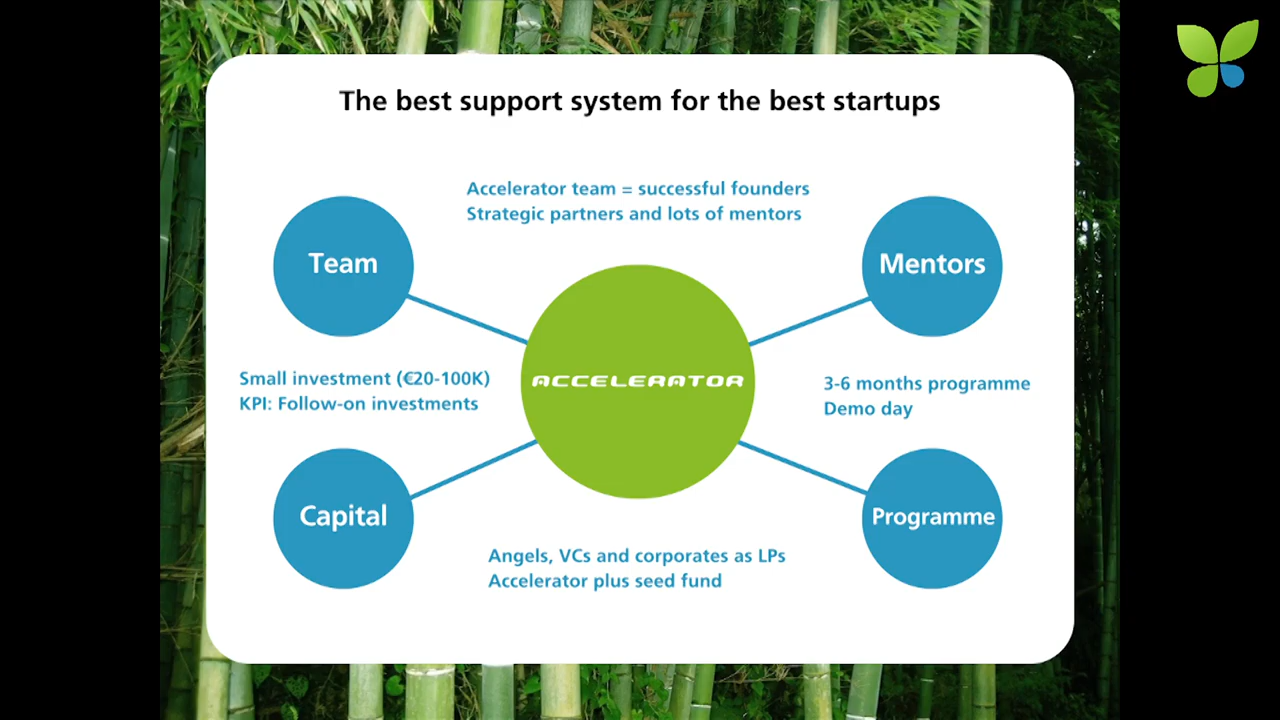 The best support system for the best startups
Accelerator team = successful founders
Strategic partners and lots of mentors
Team
Mentors
ACCELERATOR
Small investment (€20-100K)
KPI: Follow-on investments
3-6 months programme
Demo day
Capital
Programme
Angels, VCs and corporates as LPs
Accelerator plus seed fund